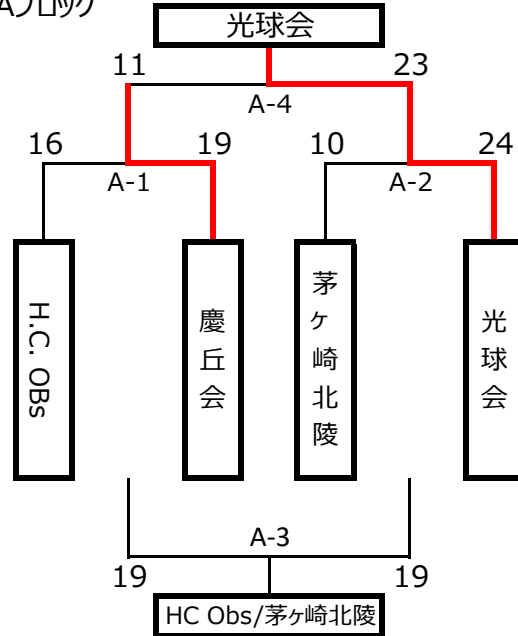 Aブロック
光球会
11 23
A-4
16 19 10 24
A-1 A-2
H.C. OBs
慶丘会
茅ヶ崎北陵
光球会
A-3
19 19
HC Obs/茅ヶ崎北陵